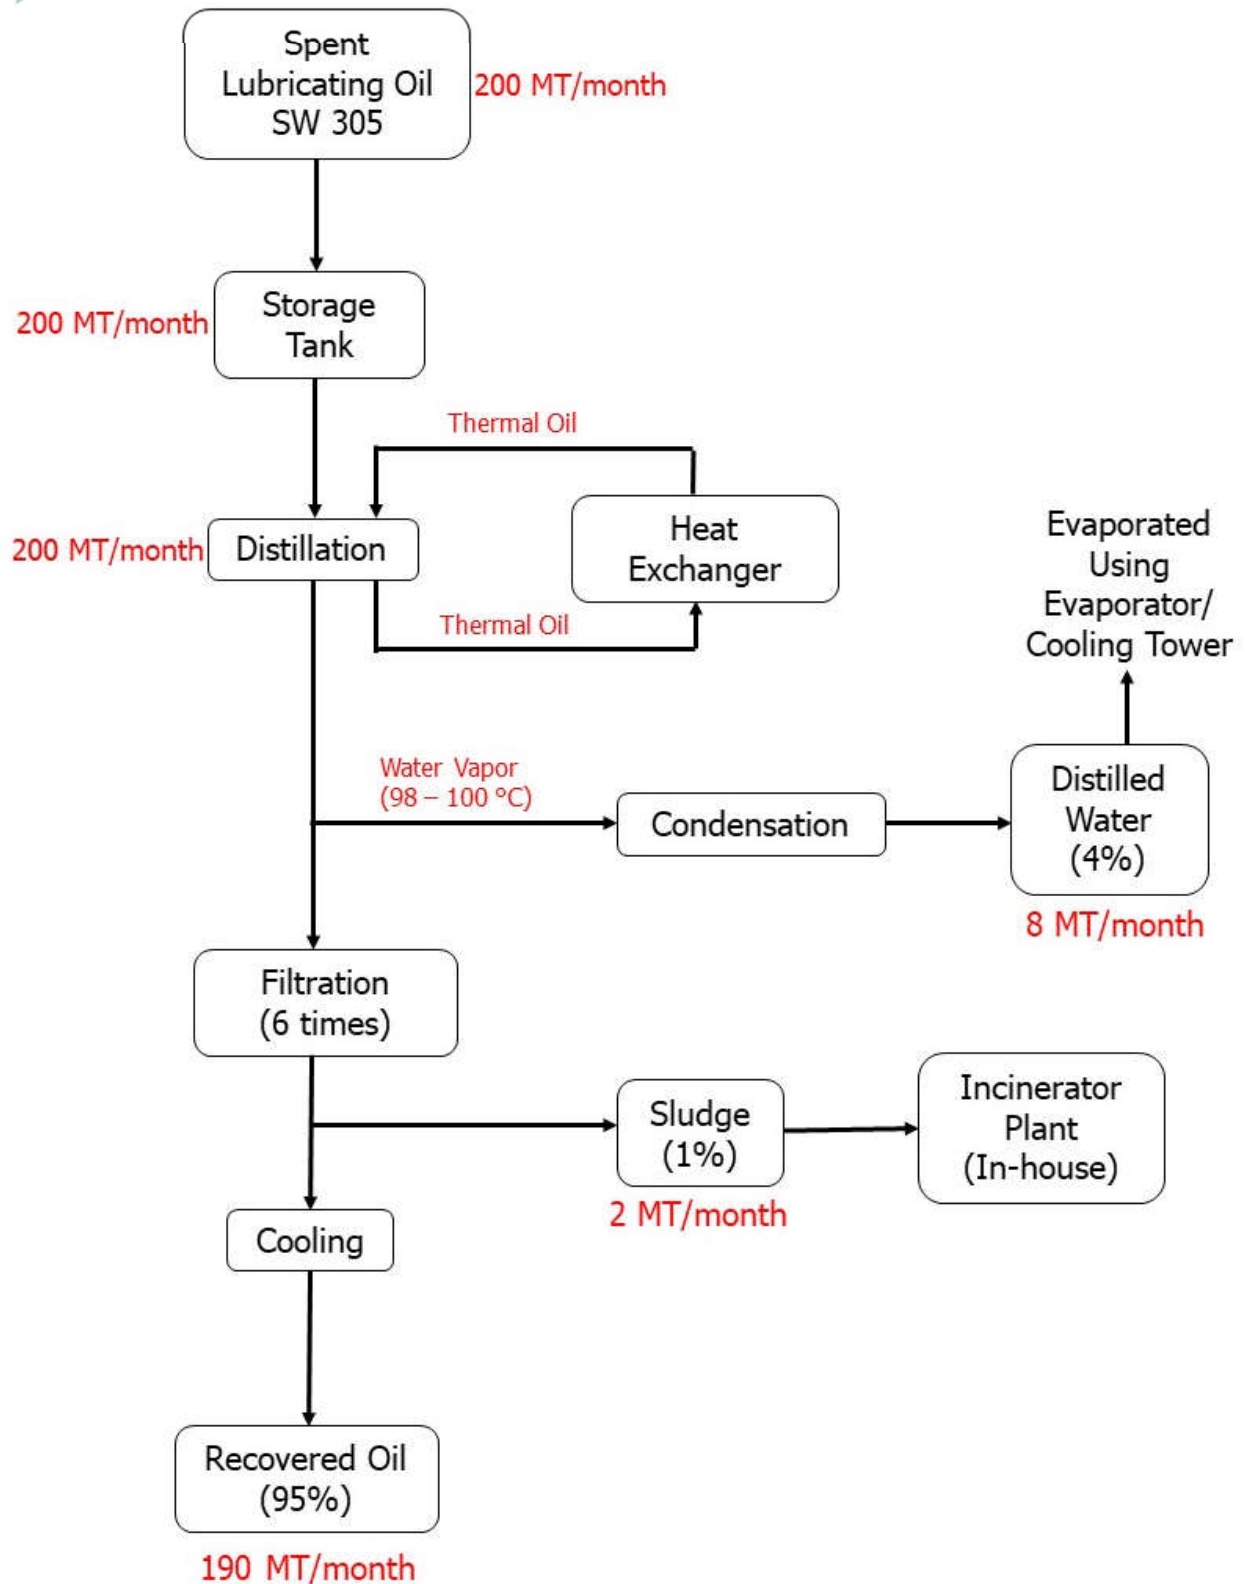 Spent
Lubricating Oil
SW 305
200 MT/month
Storage
Tank
200 MT/month
Thermal Oil
Distillation
200 MT/month
Heat
Exchanger
Thermal Oil
Evaporated
Using
Evaporator/
Cooling Tower
Water Vapor
(98 – 100 °C)
Condensation
Distilled
Water
(4%)
8 MT/month
Filtration
(6 times)
Sludge
(1%)
2 MT/month
Incinerator
Plant
(In-house)
Cooling
Recovered Oil
(95%)
190 MT/month